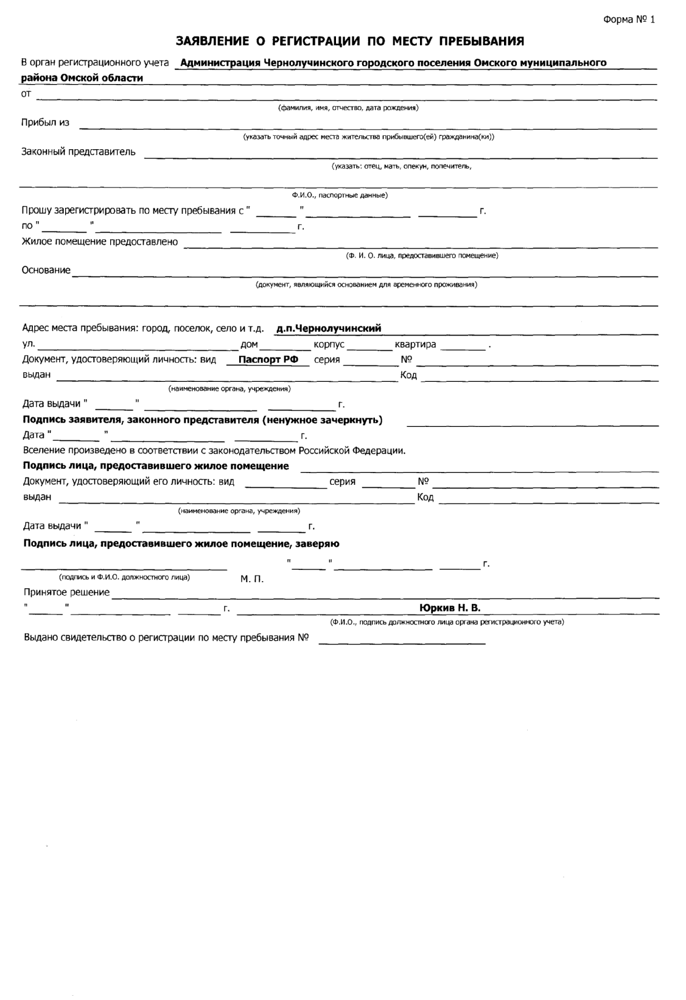 Форма № 1
ЗАЯВЛЕНИЕ О РЕГИСТРАЦИИ ПО МЕСТУ ПРЕБЫВАНИЯ
В орган регистрационного учета Администрация Чернолучинского городского поселения Омского муниципального
района Омской области
от
(фамилия, имя, отчество, дата рождения)
Прибыл из
(указать точный адрес места жительства прибывшего(ей) гражданина(ки))
Законный представитель
(указать: отец, мать, опекун, попечитель,
Ф.И.О., паспортные данные)
Прошу зарегистрировать по месту пребывания с " " г.
по " " г.
Жилое помещение предоставлено
(Ф. И. О. лица, предоставившего помещение)
Основание
(документ, являющийся основанием для временного проживания)
Адрес места пребывания: город, поселок, село и т.д. д.п.Чернолучинский
ул. дом корпус квартира .
Документ, удостоверяющий личность: вид Паспорт РФ серия №
выдан Код
(наименование органа, учреждения)
Дата выдачи " " г.
Подпись заявителя, законного представителя (ненужное зачеркнуть)
Дата " " г.
Вселение произведено в соответствии с законодательством Российской Федерации.
Подпись лица, предоставившего жилое помещение
Документ, удостоверяющий его личность: вид серия №
выдан Код
(наименование органа, учреждения)
Дата выдачи " " г.
Подпись лица, предоставившего жилое помещение, заверяю
" " г.
(подпись и Ф.И.О. должностного лица) М. П.
Принятое решение
" " г. Юркив Н. В.
(Ф.И.О., подпись должностного лица органа регистрационного учета)
Выдано свидетельство о регистрации по месту пребывания №